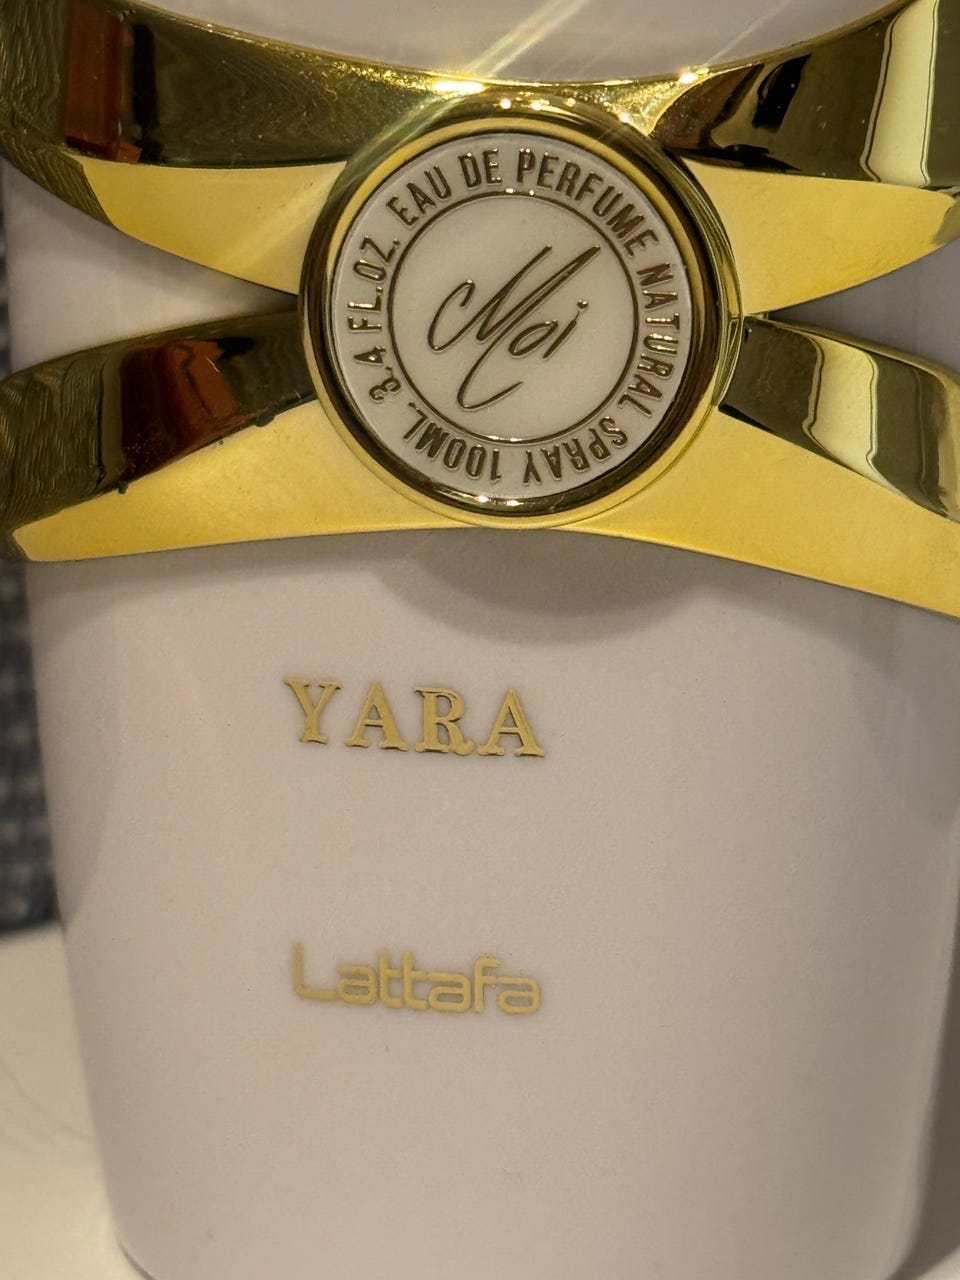 EAU DE PERFUME NATURAL SPRAY 100ML. 3.4 FL.OZ.
Moi
YARA
Lattafa